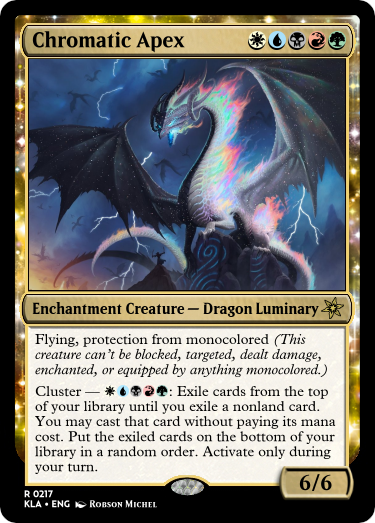 Chromatic Apex
Enchantment Creature — Dragon Luminary
Flying, protection from monocolored (This
creature can't be blocked, targeted, dealt damage,
enchanted, or equipped by anything monocolored.)
Cluster — : Exile cards from the top
of your library until you exile a nonland card.
You may cast that card without paying its mana
cost. Put the exiled cards on the bottom of your
library in a random order. Activate only during
your turn.
6/6
R 0217
KLA • ENG Robson Michel